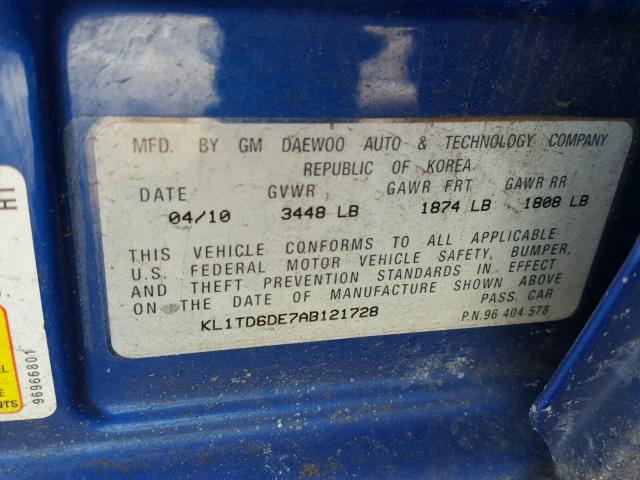 MFD. BY GM DAEWOO AUTO & TECHNOLOGY COMPANY
REPUBLIC OF KOREA
DATE GVWR GAWR FRT GAWR RR
04/10 3448 LB 1874 LB 1808 LB
THIS VEHICLE CONFORMS TO ALL APPLICABLE
U.S. FEDERAL MOTOR VEHICLE SAFETY, BUMPER,
AND THEFT PREVENTION STANDARDS IN EFFECT
ON THE DATE OF MANUFACTURE SHOWN ABOVE
PASS. CAR
KL1TD6DE7AB121728
P.N.96 404 578
96966801